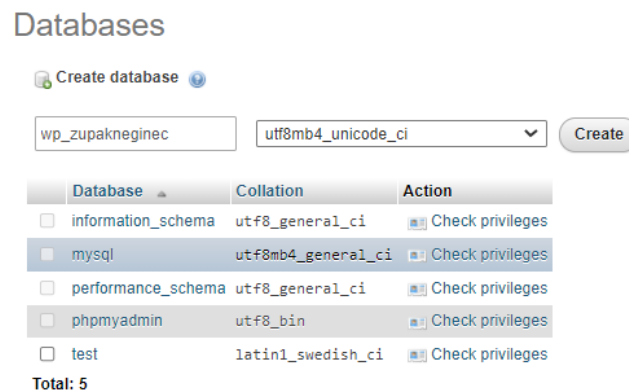 Databases
Create database
wp_zupakneginec utf8mb4_unicode_ci Create
Database Collation Action
information_schema utf8_general_ci Check privileges
mysql utf8mb4_general_ci Check privileges
performance_schema utf8_general_ci Check privileges
phpmyadmin utf8_bin Check privileges
test latin1_swedish_ci Check privileges
Total: 5